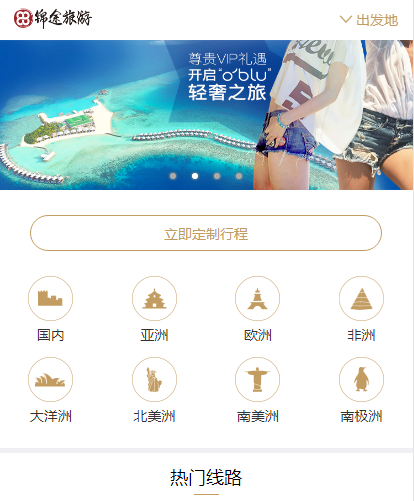 锦途旅游
出发地
尊贵VIP礼遇
开启"o'blu"
轻奢之旅
立即定制行程
国内 亚洲 欧洲 非洲
大洋洲 北美洲 南美洲 南极洲
热门线路